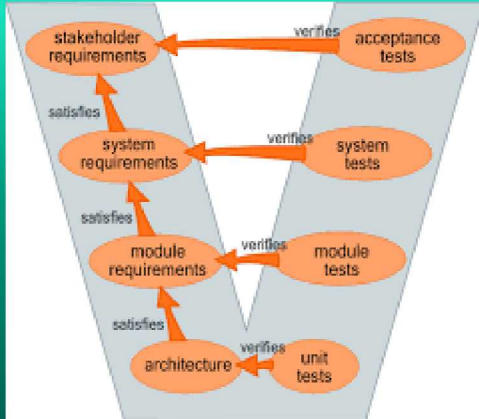 stakeholder
requirements
verifies
acceptance
tests
satisfies
system
requirements
verifies
system
tests
satisfies
module
requirements
verifies
module
tests
satisfies
architecture
verifies
unit
tests